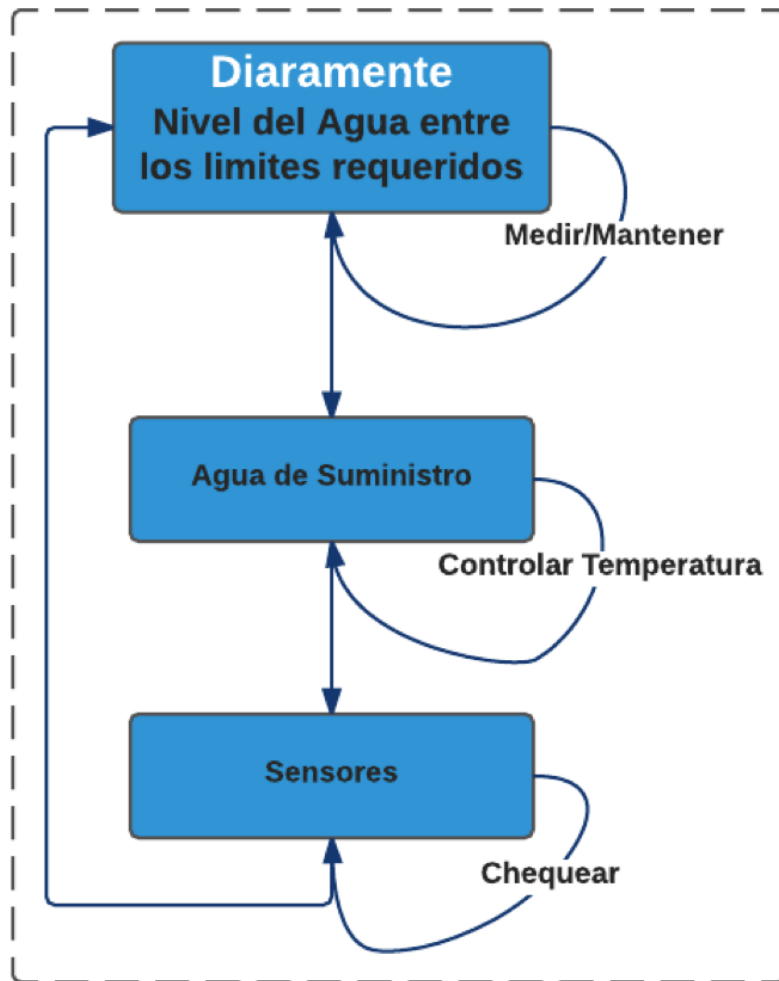 Diaramente
Nivel del Agua entre
los limites requeridos
Medir/Mantener
Agua de Suministro
Controlar Temperatura
Sensores
Chequear